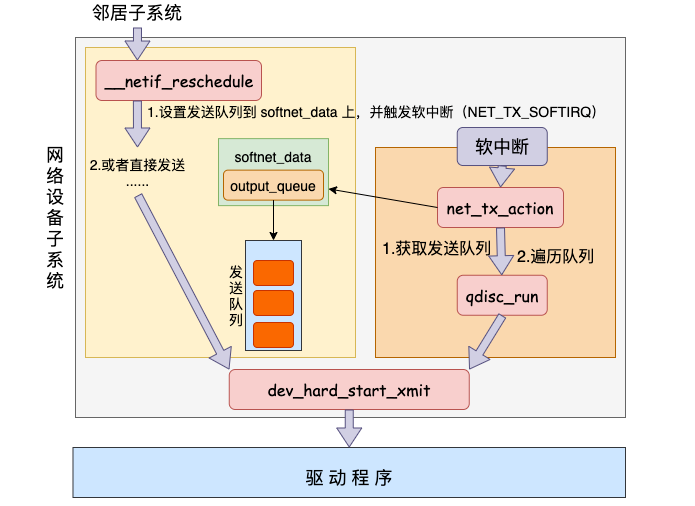 邻居子系统
__netif_reschedule
1.设置发送队列到 softnet_data 上，并触发软中断（NET_TX_SOFTIRQ）
2.或者直接发送
......
网络设备子系统
softnet_data
output_queue
发送队列
软中断
net_tx_action
1.获取发送队列
2.遍历队列
qdisc_run
dev_hard_start_xmit
驱动程序